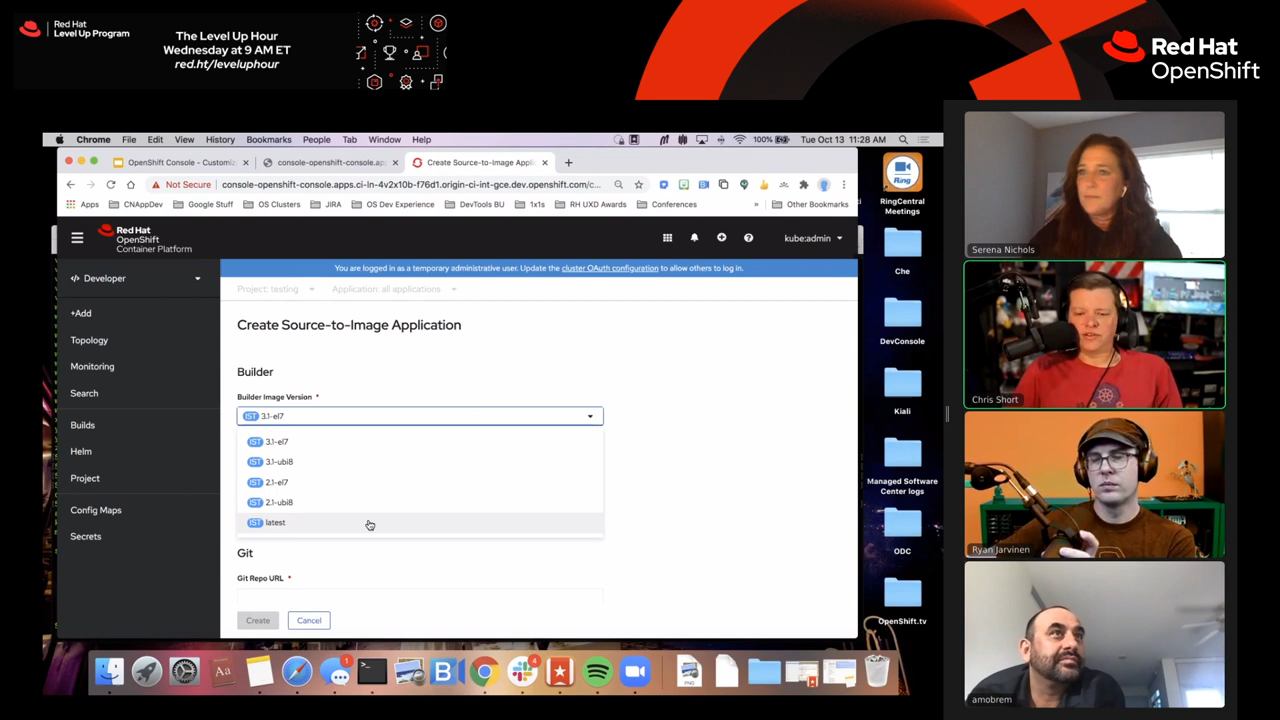 Red Hat
Level Up Program
The Level Up Hour
Wednesday at 9 AM ET
red.ht/leveluphour
Red Hat
OpenShift
Chrome File Edit View History Bookmarks People Tab Window Help
100% Tue Oct 13 11:28 AM
OpenShift Console - Customiz
console-openshift-console.ap
Create Source-to-Image Appli
Not Secure
console-openshift-console.apps.ci-ln-4v2x10b-f76d1.origin-ci-int-gce.dev.openshift.com/c...
Apps CNAppDev Google Stuff OS Clusters JIRA OS Dev Experience DevTools BU 1x1s RH UXD Awards Conferences » Other Bookmarks
Red Hat
OpenShift
Container Platform
kube:admin
You are logged in as a temporary administrative user. Update the cluster OAuth configuration to allow others to log in.
Developer
+Add
Topology
Monitoring
Search
Builds
Helm
Project
Config Maps
Secrets
Project: testing
Application: all applications
Create Source-to-Image Application
Builder
Builder Image Version *
IST 3.1-el7
IST 3.1-el7
IST 3.1-ubi8
IST 2.1-el7
IST 2.1-ubi8
IST latest
Git
Git Repo URL *
Create
Cancel
Ring
RingCentral
Meetings
Che
DevConsole
Kiali
Managed Software
Center logs
ODC
OpenShift.tv
Serena Nichols
Chris Short
Ryan Jarvinen
amobrem
1
4
PNG